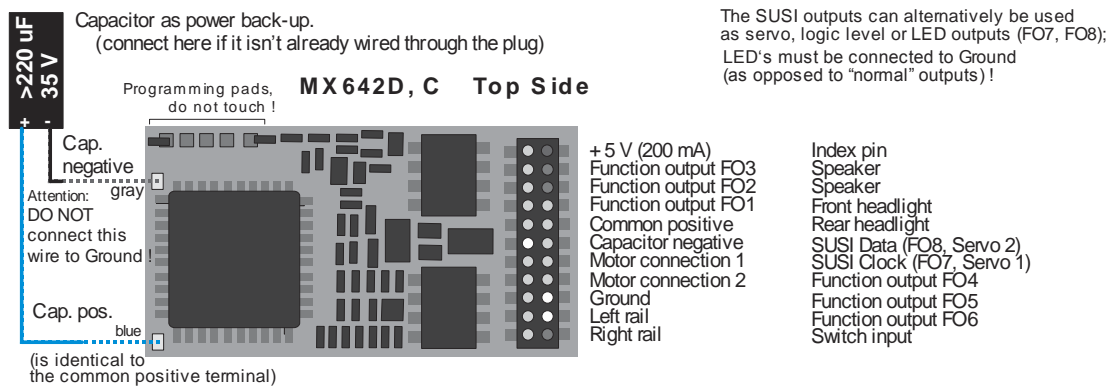 >220 uF
35 V
+ -
Capacitor as power back-up.
(connect here if it isn't already wired through the plug)
The SUSI outputs can alternatively be used
as servo, logic level or LED outputs (FO7, FO8);
LED's must be connected to Ground
(as opposed to "normal" outputs) !
Programming pads,
do not touch !
MX642D, C Top Side
Cap.
negative
gray
Attention:
DO NOT
connect this
wire to Ground !
Cap. pos.
blue
(is identical to
the common positive terminal)
+ 5 V (200 mA)
Function output FO3
Function output FO2
Function output FO1
Common positive
Capacitor negative
Motor connection 1
Motor connection 2
Ground
Left rail
Right rail
Index pin
Speaker
Speaker
Front headlight
Rear headlight
SUSI Data (FO8, Servo 2)
SUSI Clock (FO7, Servo 1)
Function output FO4
Function output FO5
Function output FO6
Switch input